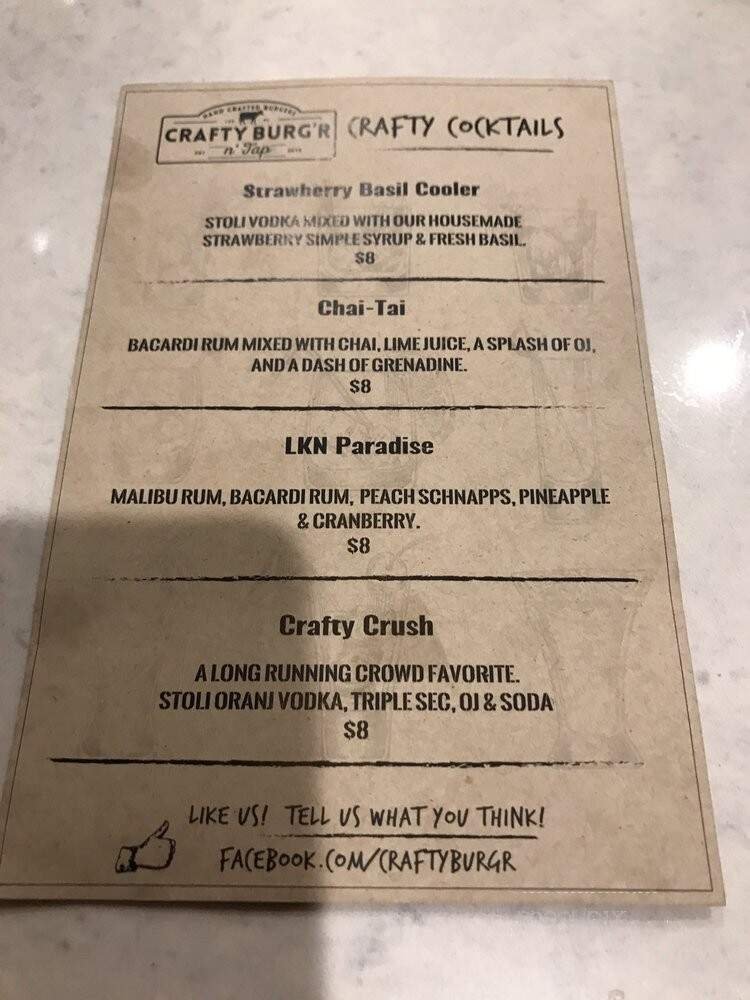 HAND CRAFTED BURGERS
CRAFTY BURG'R
n' Tap
CRAFTY COCKTAILS
Strawberry Basil Cooler
STOLI VODKA MIXED WITH OUR HOUSEMADE
STRAWBERRY SIMPLE SYRUP & FRESH BASIL.
$8
Chai-Tai
BACARDI RUM MIXED WITH CHAI, LIME JUICE, A SPLASH OF OJ,
AND A DASH OF GRENADINE.
$8
LKN Paradise
MALIBU RUM, BACARDI RUM, PEACH SCHNAPPS, PINEAPPLE
& CRANBERRY.
$8
Crafty Crush
A LONG RUNNING CROWD FAVORITE.
STOLI ORANJ VODKA, TRIPLE SEC, OJ & SODA
$8
LIKE US! TELL US WHAT YOU THINK!
FACEBOOK.COM/CRAFTYBURGR